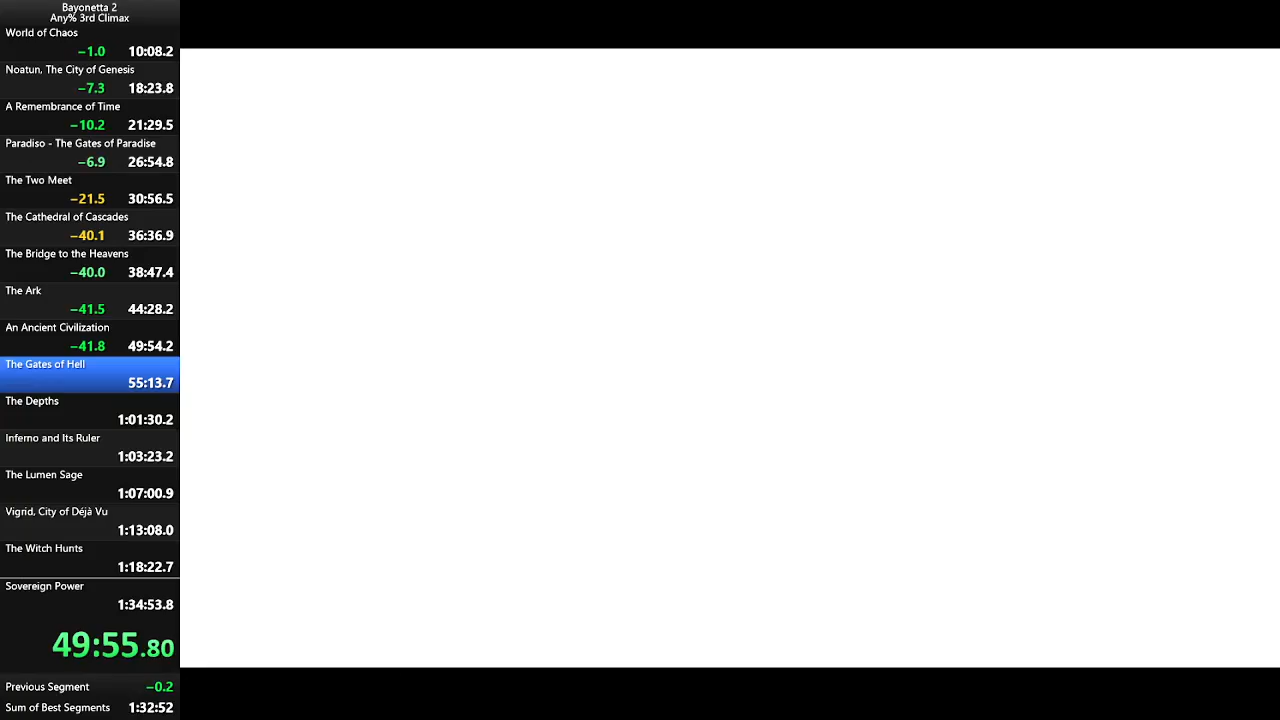 Bayonetta 2
Any% 3rd Climax
World of Chaos
−1.0 10:08.2
Noatun, The City of Genesis
−7.3 18:23.8
A Remembrance of Time
−10.2 21:29.5
Paradiso - The Gates of Paradise
−6.9 26:54.8
The Two Meet
−21.5 30:56.5
The Cathedral of Cascades
−40.1 36:36.9
The Bridge to the Heavens
−40.0 38:47.4
The Ark
−41.5 44:28.2
An Ancient Civilization
−41.8 49:54.2
The Gates of Hell
55:13.7
The Depths
1:01:30.2
Inferno and Its Ruler
1:03:23.2
The Lumen Sage
1:07:00.9
Vigrid, City of Déjà Vu
1:13:08.0
The Witch Hunts
1:18:22.7
Sovereign Power
1:34:53.8
49:55.80
Previous Segment −0.2
Sum of Best Segments 1:32:52